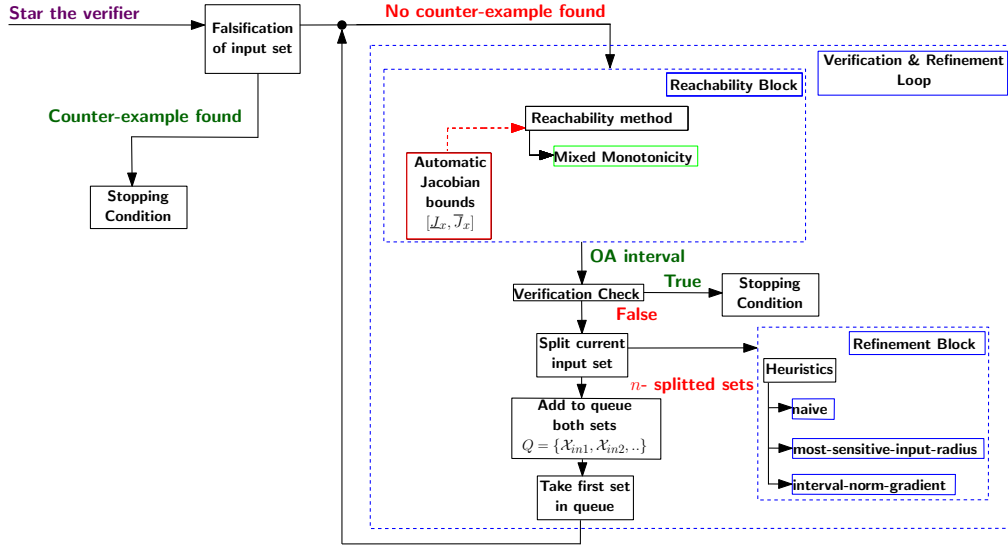 Star the verifier
Falsification
of input set
No counter-example found
Counter-example found
Stopping
Condition
Verification & Refinement
Loop
Reachability Block
Reachability method
Mixed Monotonicity
Automatic
Jacobian
bounds
[J̲ₓ, J̅ₓ]
OA interval
Verification Check
True
Stopping
Condition
False
Split current
input set
n- splitted sets
Refinement Block
Heuristics
naive
most-sensitive-input-radius
interval-norm-gradient
Add to queue
both sets
Q = {𝒳in1, 𝒳in2, ..}
Take first set
in queue